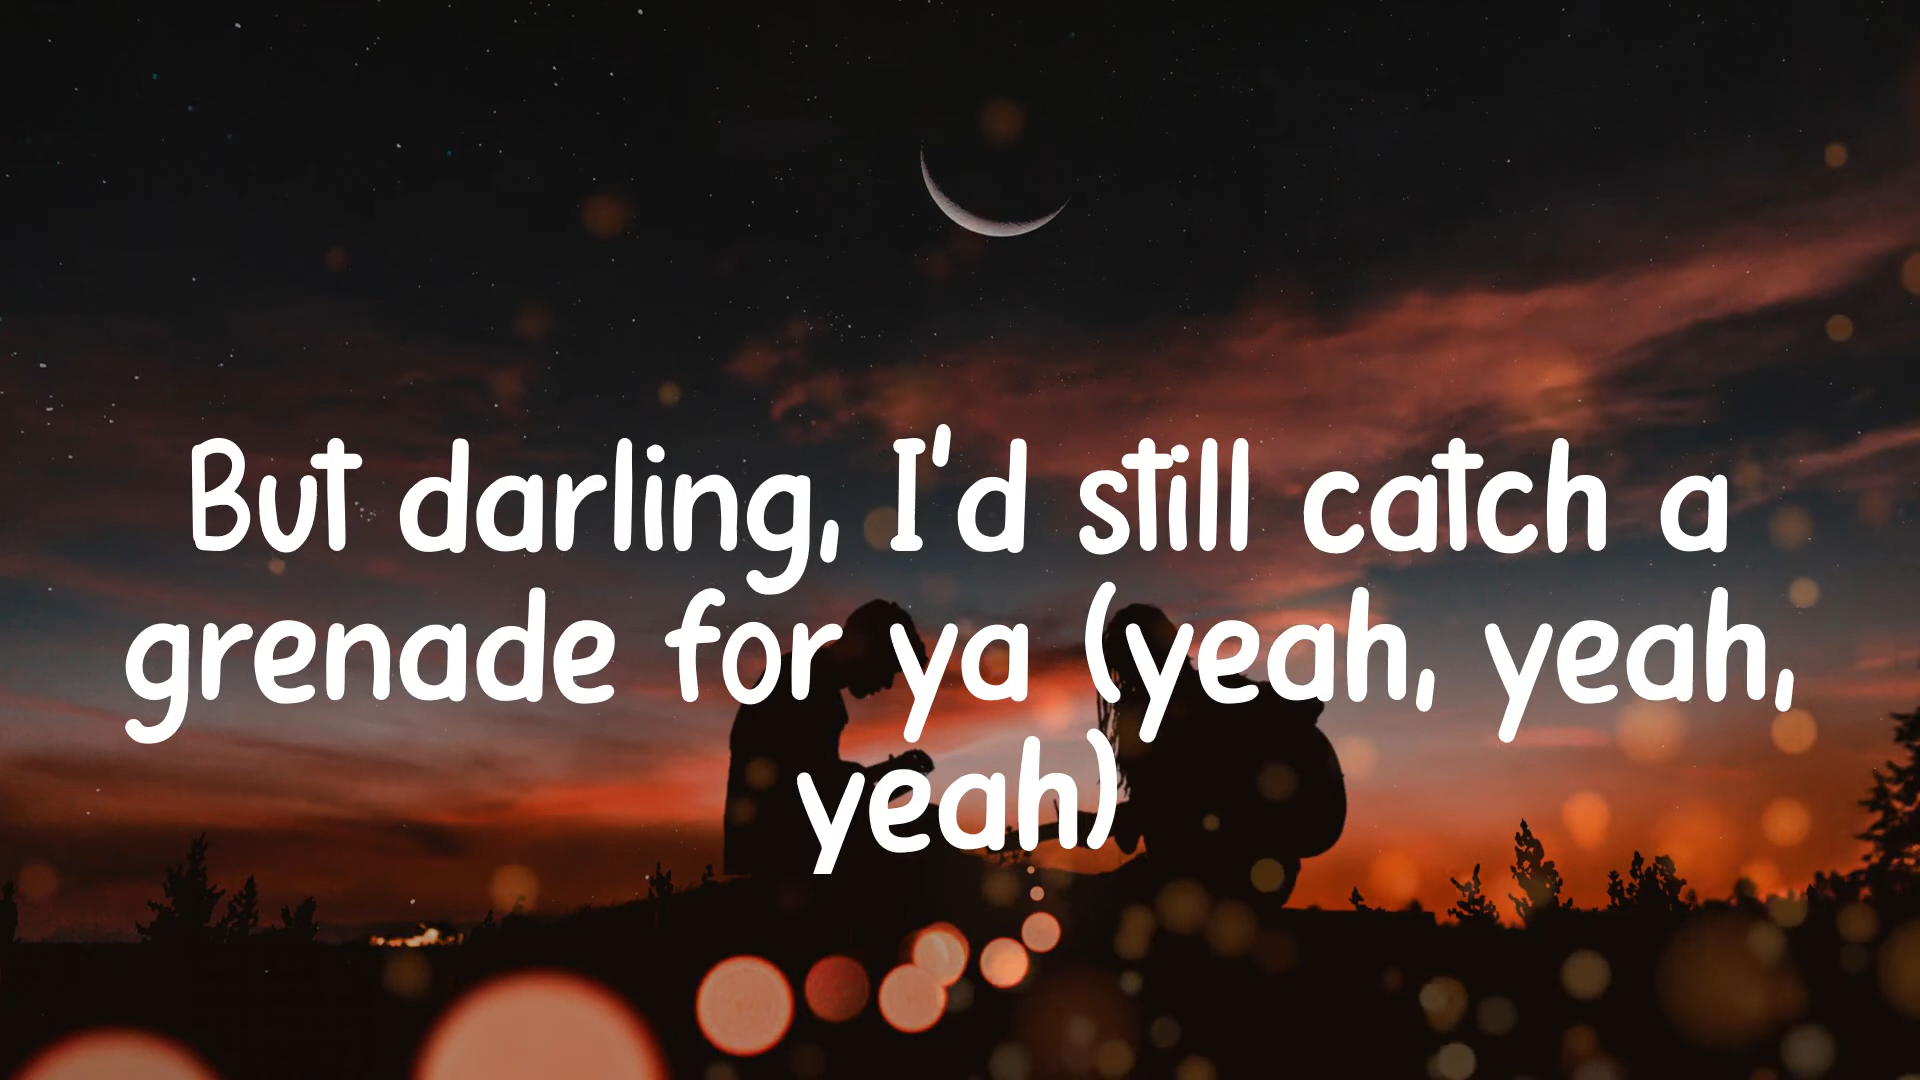 But darling, I'd still catch a
grenade for ya (yeah, yeah,
yeah)